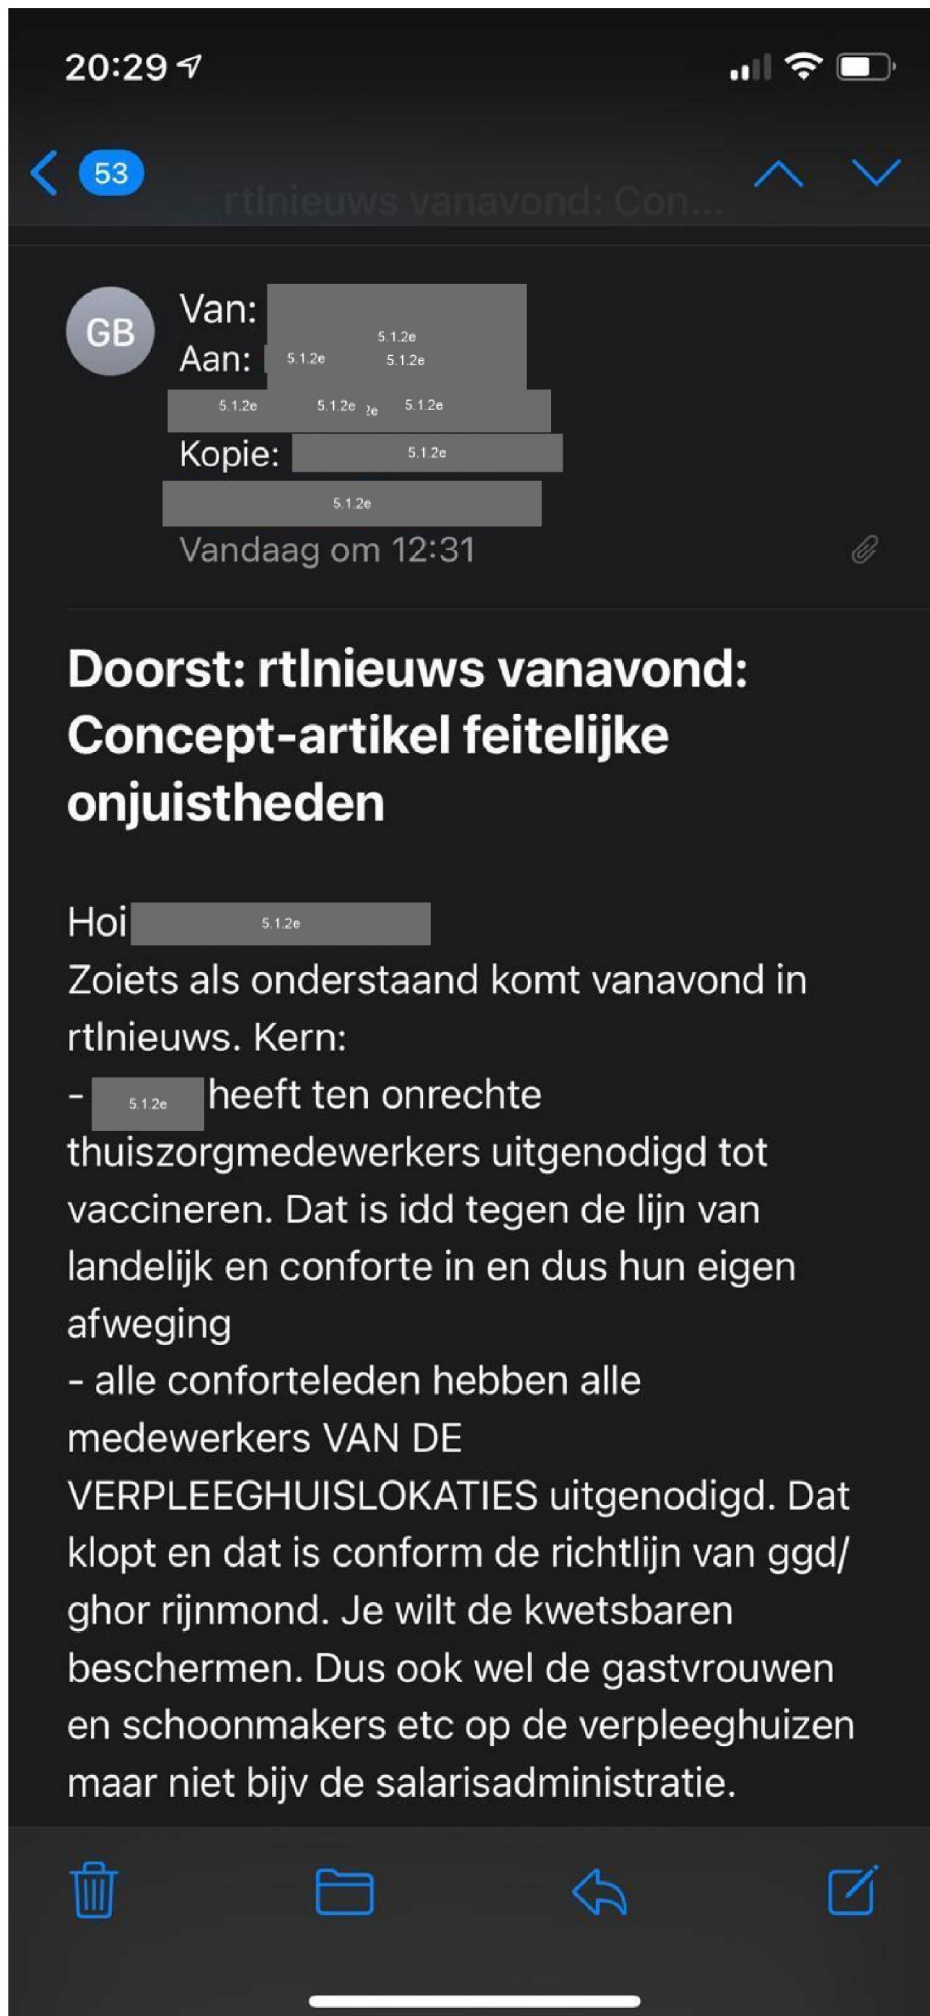 20:29
53
rtlnieuws vanavond: Con...
GB
Van:
5.1.2e
Aan: 5.1.2e 5.1.2e
5.1.2e 5.1.2e 2e 5.1.2e
Kopie: 5.1.2e
5.1.2e
Vandaag om 12:31
Doorst: rtlnieuws vanavond:
Concept-artikel feitelijke
onjuistheden
Hoi 5.1.2e
Zoiets als onderstaand komt vanavond in
rtlnieuws. Kern:
- 5.1.2e heeft ten onrechte
thuiszorgmedewerkers uitgenodigd tot
vaccineren. Dat is idd tegen de lijn van
landelijk en conforte in en dus hun eigen
afweging
- alle conforteleden hebben alle
medewerkers VAN DE
VERPLEEGHUISLOKATIES uitgenodigd. Dat
klopt en dat is conform de richtlijn van ggd/
ghor rijnmond. Je wilt de kwetsbaren
beschermen. Dus ook wel de gastvrouwen
en schoonmakers etc op de verpleeghuizen
maar niet bijv de salarisadministratie.